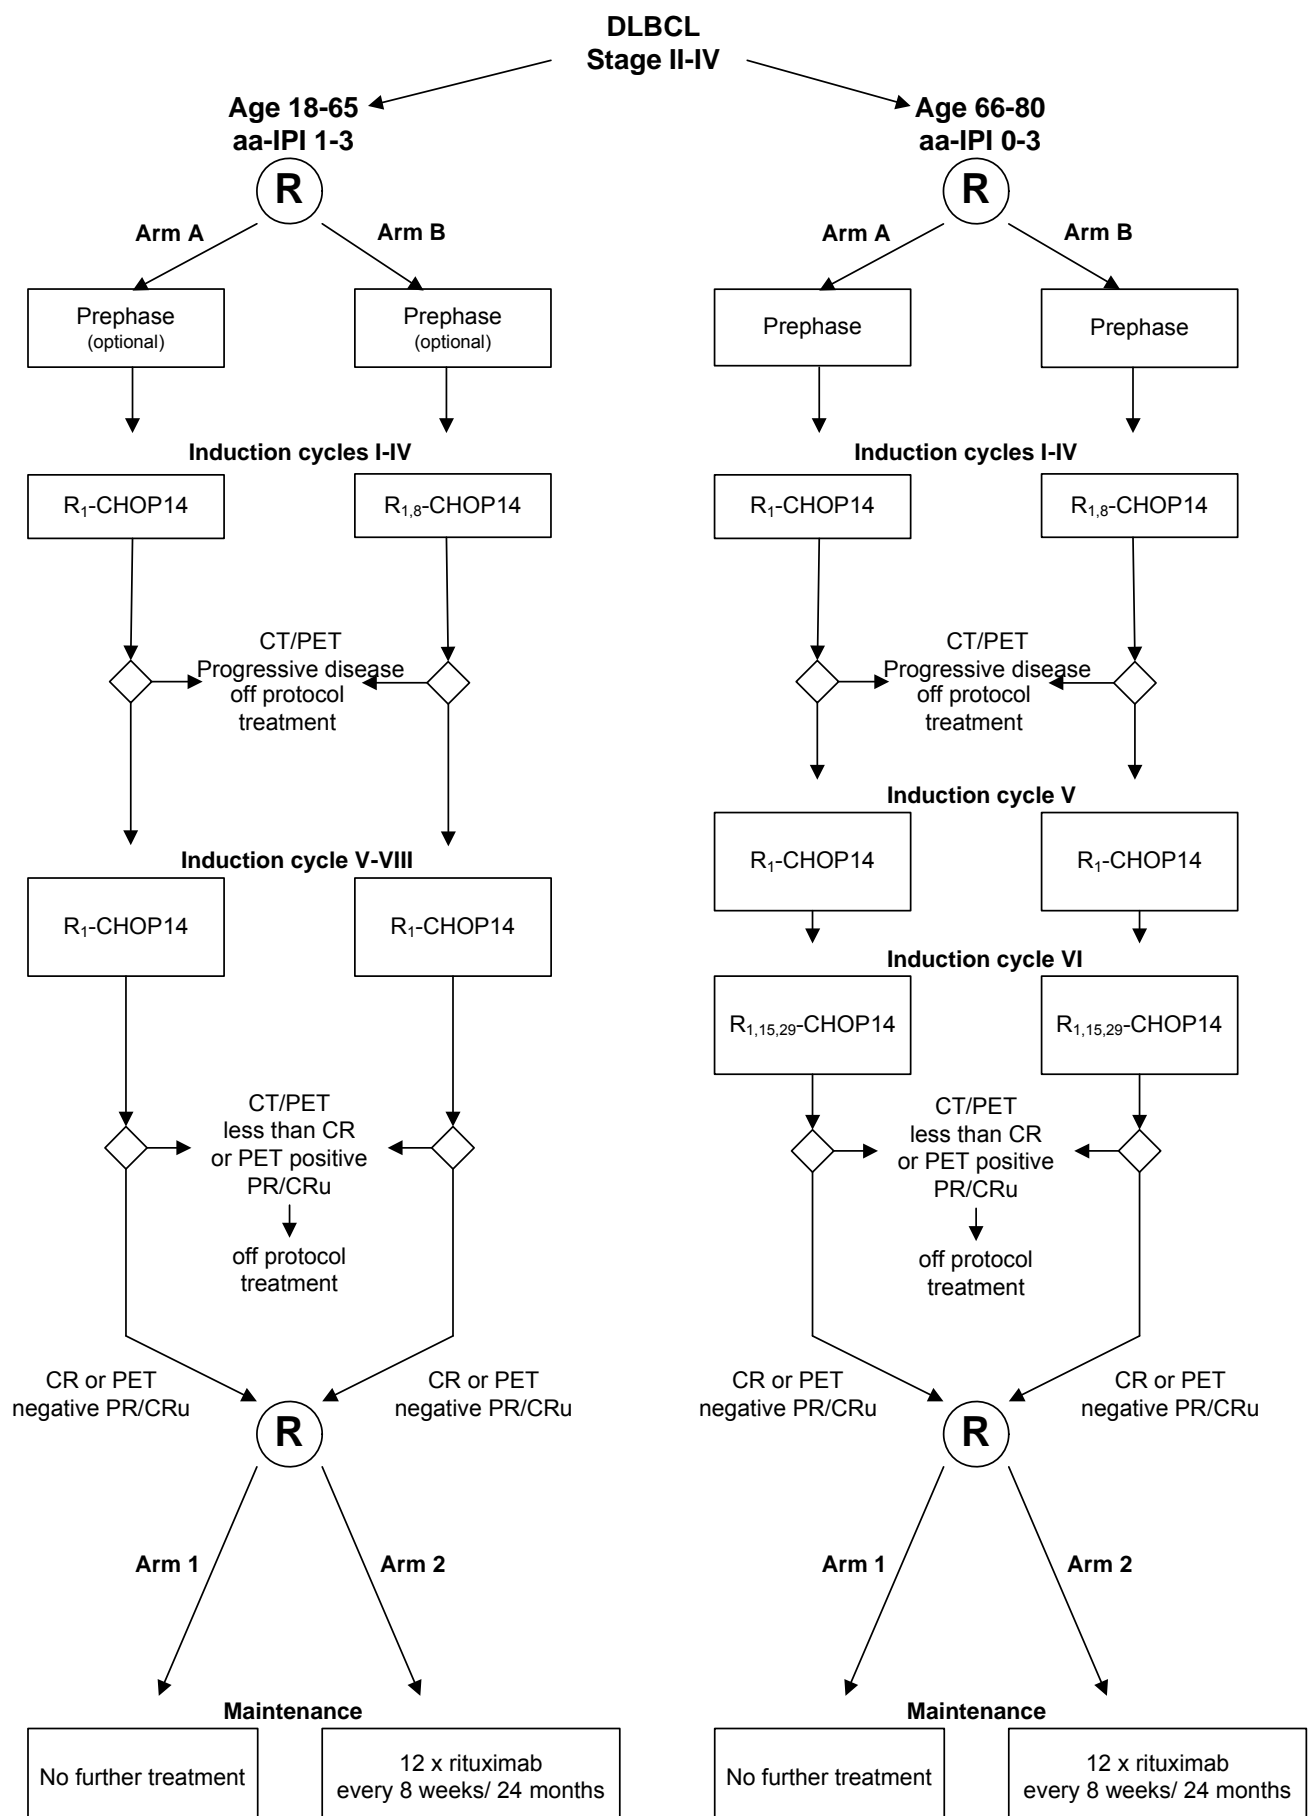 DLBCL
Stage II-IV
Age 18-65
aa-IPI 1-3
Age 66-80
aa-IPI 0-3
R
R
Arm A
Arm B
Arm A
Arm B
Prephase
(optional)
Prephase
(optional)
Prephase
Prephase
Induction cycles I-IV
Induction cycles I-IV
R1-CHOP14
R1,8-CHOP14
R1-CHOP14
R1,8-CHOP14
CT/PET
Progressive disease
off protocol
treatment
CT/PET
Progressive disease
off protocol
treatment
Induction cycle V
R1-CHOP14
R1-CHOP14
Induction cycle V-VIII
R1-CHOP14
R1-CHOP14
Induction cycle VI
R1,15,29-CHOP14
R1,15,29-CHOP14
CT/PET
less than CR
or PET positive
PR/CRu
off protocol
treatment
CT/PET
less than CR
or PET positive
PR/CRu
off protocol
treatment
CR or PET
negative PR/CRu
CR or PET
negative PR/CRu
CR or PET
negative PR/CRu
CR or PET
negative PR/CRu
R
R
Arm 1
Arm 2
Arm 1
Arm 2
Maintenance
Maintenance
No further treatment
12 x rituximab
every 8 weeks/ 24 months
No further treatment
12 x rituximab
every 8 weeks/ 24 months